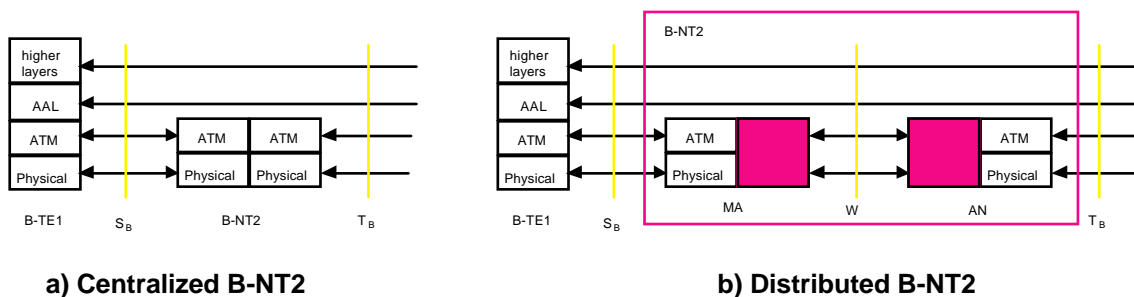 higher
layers
AAL
ATM
Physical
ATM
ATM
Physical
Physical
B-TE1
S B
B-NT2
T B
a) Centralized B-NT2
B-NT2
higher
layers
AAL
ATM
Physical
ATM
Physical
ATM
Physical
B-TE1
S B
MA
W
AN
T B
b) Distributed B-NT2